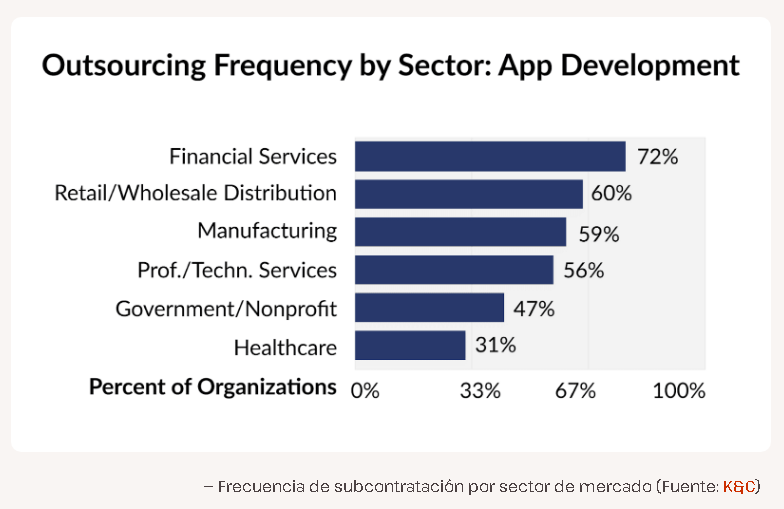 Outsourcing Frequency by Sector: App Development
Financial Services 72%
Retail/Wholesale Distribution 60%
Manufacturing 59%
Prof./Techn. Services 56%
Government/Nonprofit 47%
Healthcare 31%
Percent of Organizations 0% 33% 67% 100%
– Frecuencia de subcontratación por sector de mercado (Fuente: K&C)